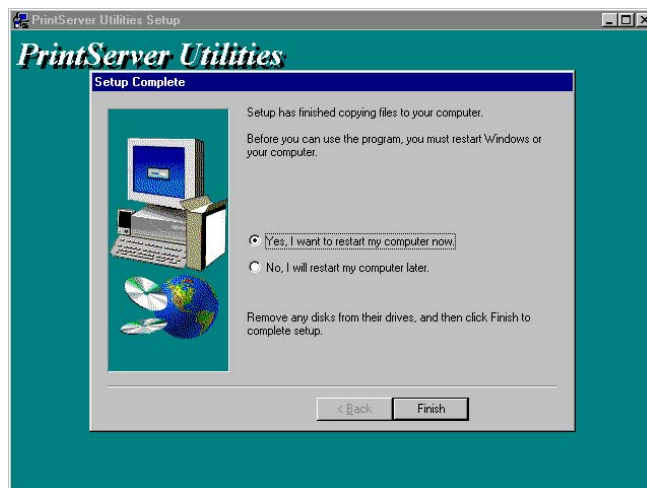 PrintServer Utilities Setup
PrintServer Utilities
Setup Complete
Setup has finished copying files to your computer.
Before you can use the program, you must restart Windows or
your computer.
Yes, I want to restart my computer now.
No, I will restart my computer later.
Remove any disks from their drives, and then click Finish to
complete setup.
< Back
Finish